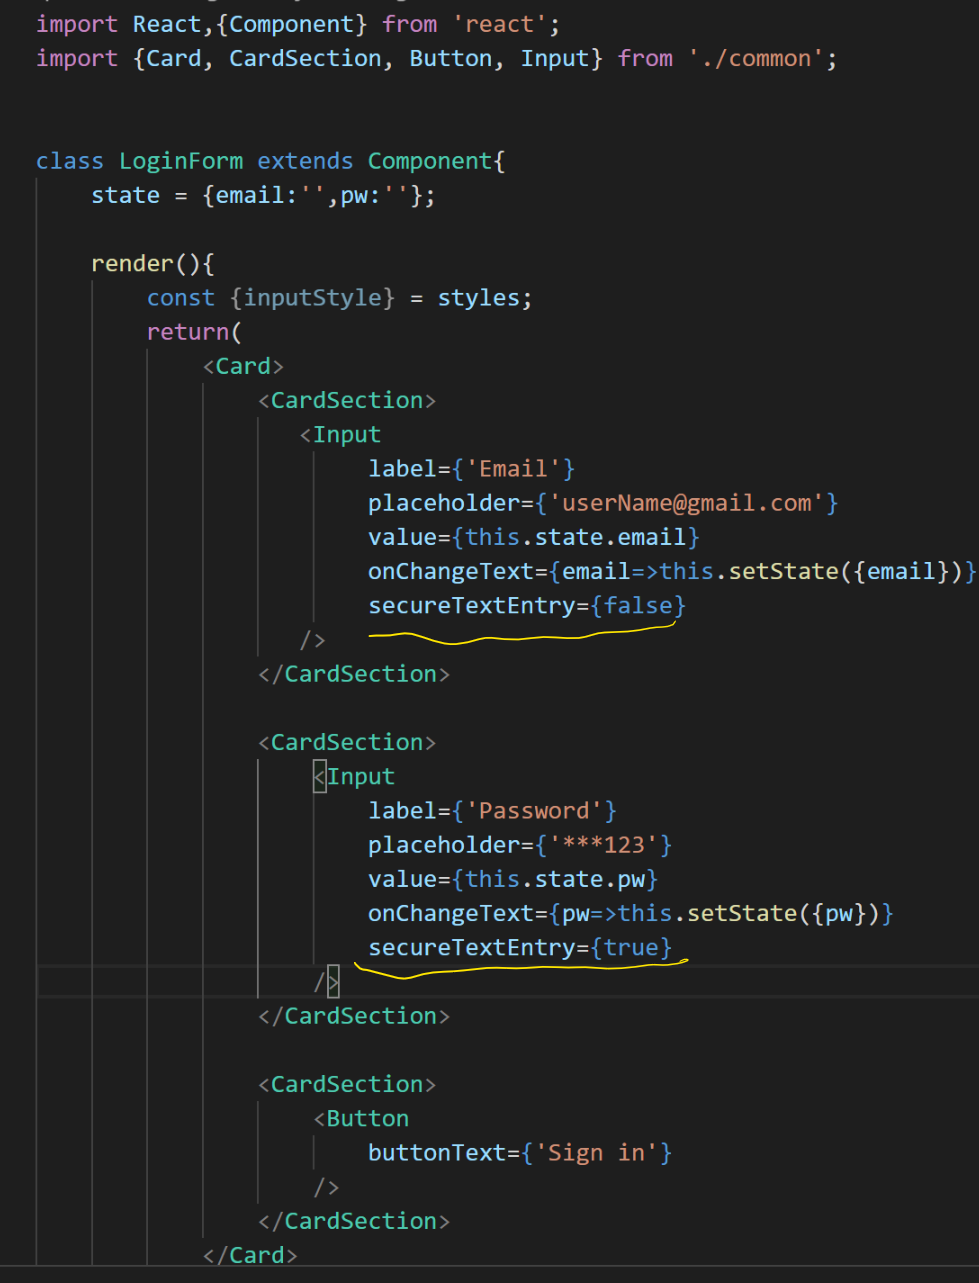 import React,{Component} from 'react';
import {Card, CardSection, Button, Input} from './common';
class LoginForm extends Component{
state = {email:'',pw:''};
render(){
const {inputStyle} = styles;
return(
<Card>
<CardSection>
<Input
label={'Email'}
placeholder={'userName@gmail.com'}
value={this.state.email}
onChangeText={email=>this.setState({email})}
secureTextEntry={false}
/>
</CardSection>
<CardSection>
<Input
label={'Password'}
placeholder={'***123'}
value={this.state.pw}
onChangeText={pw=>this.setState({pw})}
secureTextEntry={true}
/>
</CardSection>
<CardSection>
<Button
buttonText={'Sign in'}
/>
</CardSection>
</Card>